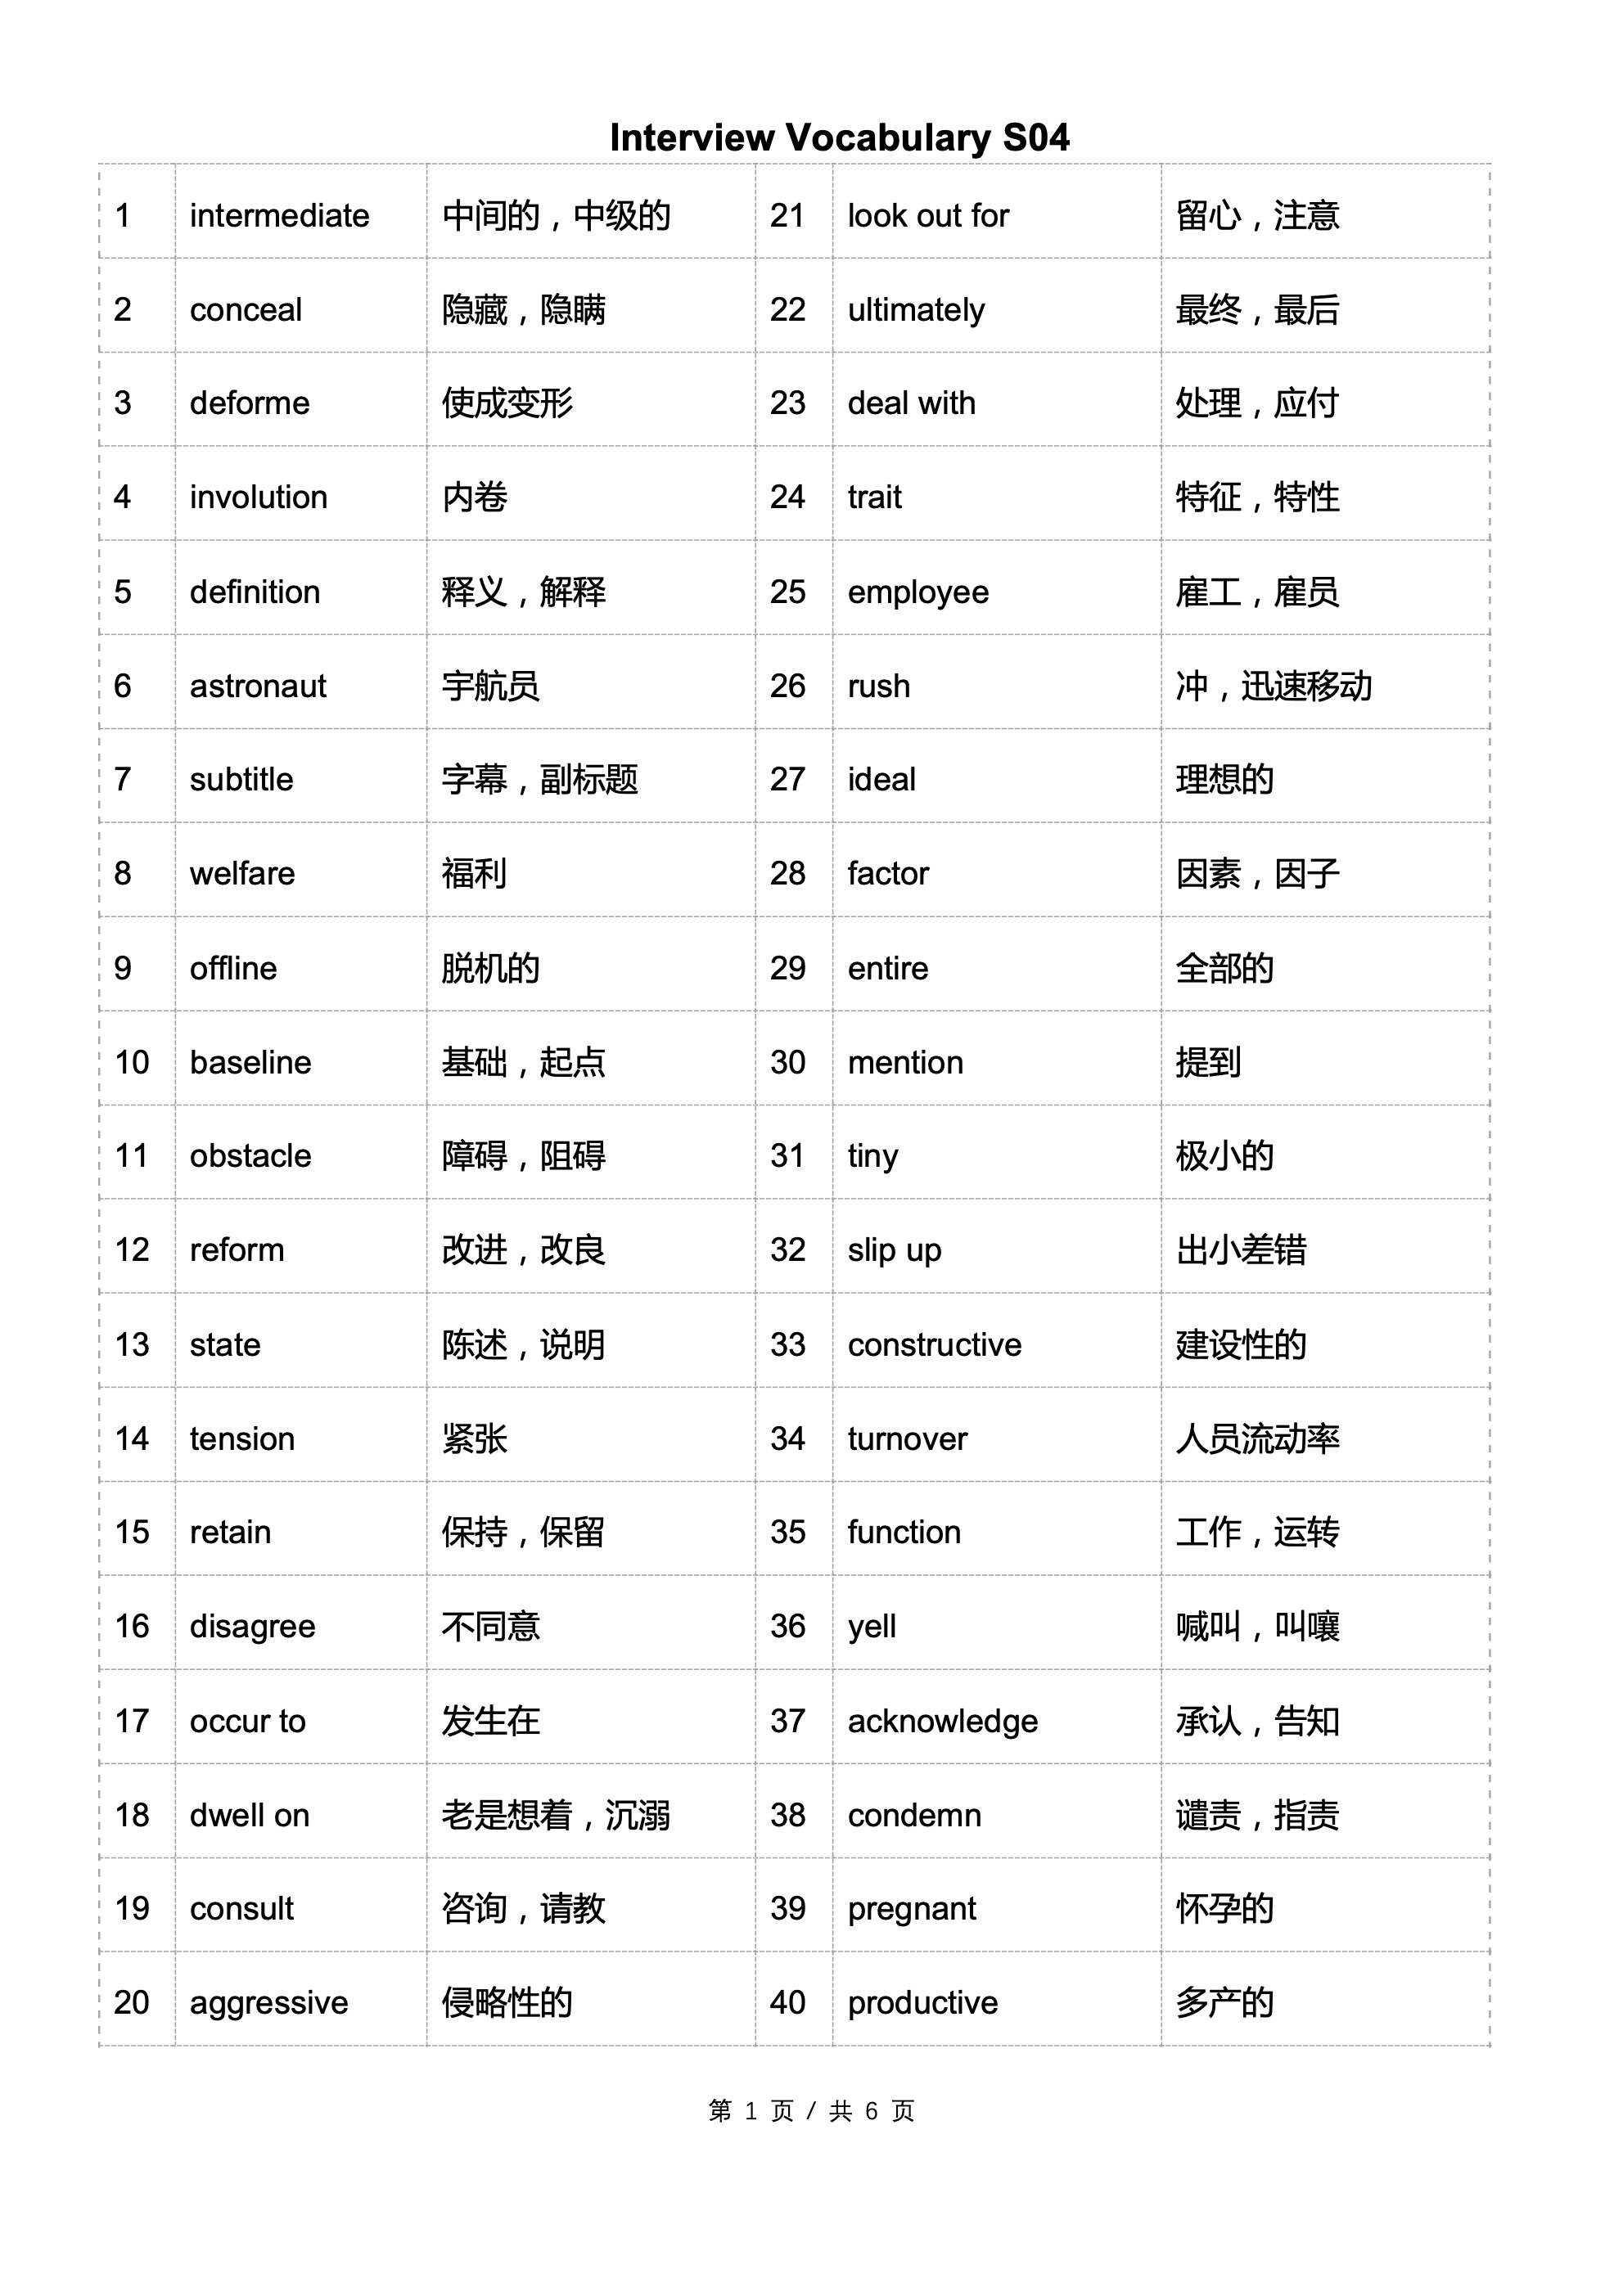 Interview Vocabulary S04
1 intermediate 中间的，中级的 21 look out for 留心，注意
2 conceal 隐藏，隐瞒 22 ultimately 最终，最后
3 deforme 使成变形 23 deal with 处理，应付
4 involution 内卷 24 trait 特征，特性
5 definition 释义，解释 25 employee 雇工，雇员
6 astronaut 宇航员 26 rush 冲，迅速移动
7 subtitle 字幕，副标题 27 ideal 理想的
8 welfare 福利 28 factor 因素，因子
9 offline 脱机的 29 entire 全部的
10 baseline 基础，起点 30 mention 提到
11 obstacle 障碍，阻碍 31 tiny 极小的
12 reform 改进，改良 32 slip up 出小差错
13 state 陈述，说明 33 constructive 建设性的
14 tension 紧张 34 turnover 人员流动率
15 retain 保持，保留 35 function 工作，运转
16 disagree 不同意 36 yell 喊叫，叫嚷
17 occur to 发生在 37 acknowledge 承认，告知
18 dwell on 老是想着，沉溺 38 condemn 谴责，指责
19 consult 咨询，请教 39 pregnant 怀孕的
20 aggressive 侵略性的 40 productive 多产的
第 1 页 / 共 6 页